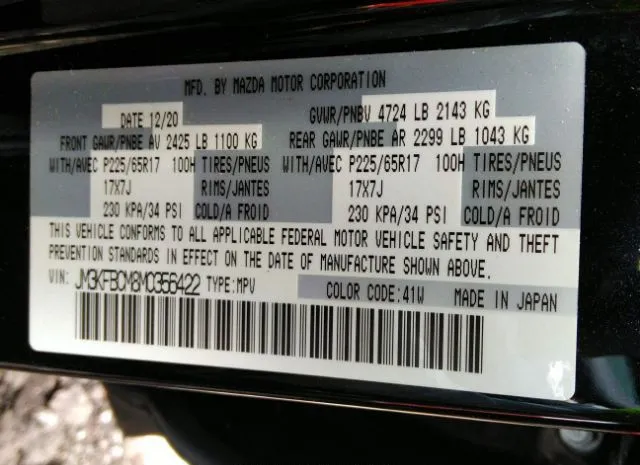 MFD. BY MAZDA MOTOR CORPORATION
DATE 12/20 GVWR/PNBV 4724 LB 2143 KG
FRONT GAWR/PNBE AV 2425 LB 1100 KG REAR GAWR/PNBE AR 2299 LB 1043 KG
WITH/AVEC P225/65R17 100H TIRES/PNEUS WITH/AVEC P225/65R17 100H TIRES/PNEUS
17X7J RIMS/JANTES 17X7J RIMS/JANTES
230 KPA/34 PSI COLD/A FROID 230 KPA/34 PSI COLD/A FROID
THIS VEHICLE CONFORMS TO ALL APPLICABLE FEDERAL MOTOR VEHICLE SAFETY AND THEFT
PREVENTION STANDARDS IN EFFECT ON THE DATE OF MANUFACTURE SHOWN ABOVE.
VIN: JM3KFBCM8M0356422 TYPE:MPV COLOR CODE:41W MADE IN JAPAN